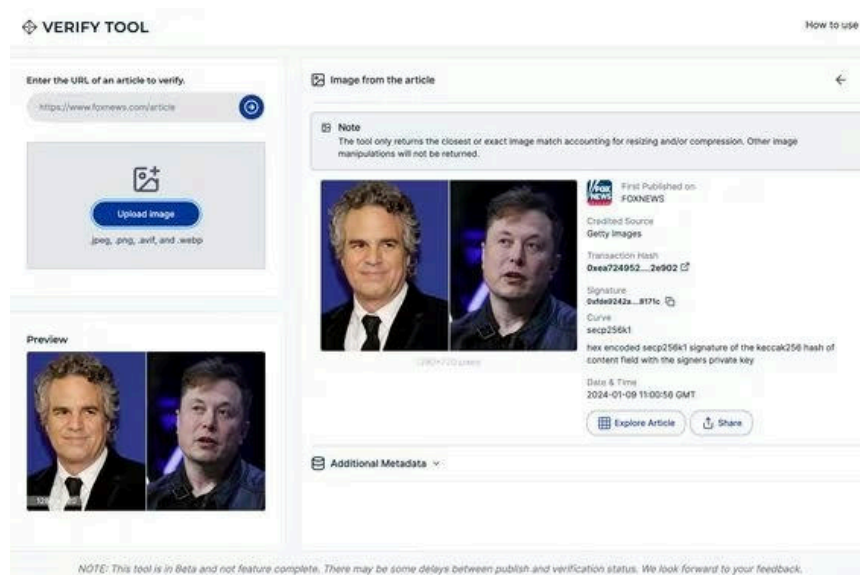 VERIFY TOOL
How to use
Enter the URL of an article to verify.
https://www.foxnews.com/article
Upload image
.jpeg, .png, .avif, and .webp
Preview
Image from the article
Note
The tool only returns the closest or exact image match accounting for resizing and/or compression. Other image
manipulations will not be returned.
FOX
NEWS
First Published on
FOXNEWS
Credited Source
Getty Images
Transaction Hash
0xea724952....2e902
Signature
Curve
secp256k1
hex encoded secp256k1 signature of the keccak256 hash of
content field with the signers private key
Date & Time
2024-01-09 11:00:56 GMT
Explore Article
Share
Additional Metadata
NOTE: This tool is in Beta and not feature complete. There may be some delays between publish and verification status. We look forward to your feedback.